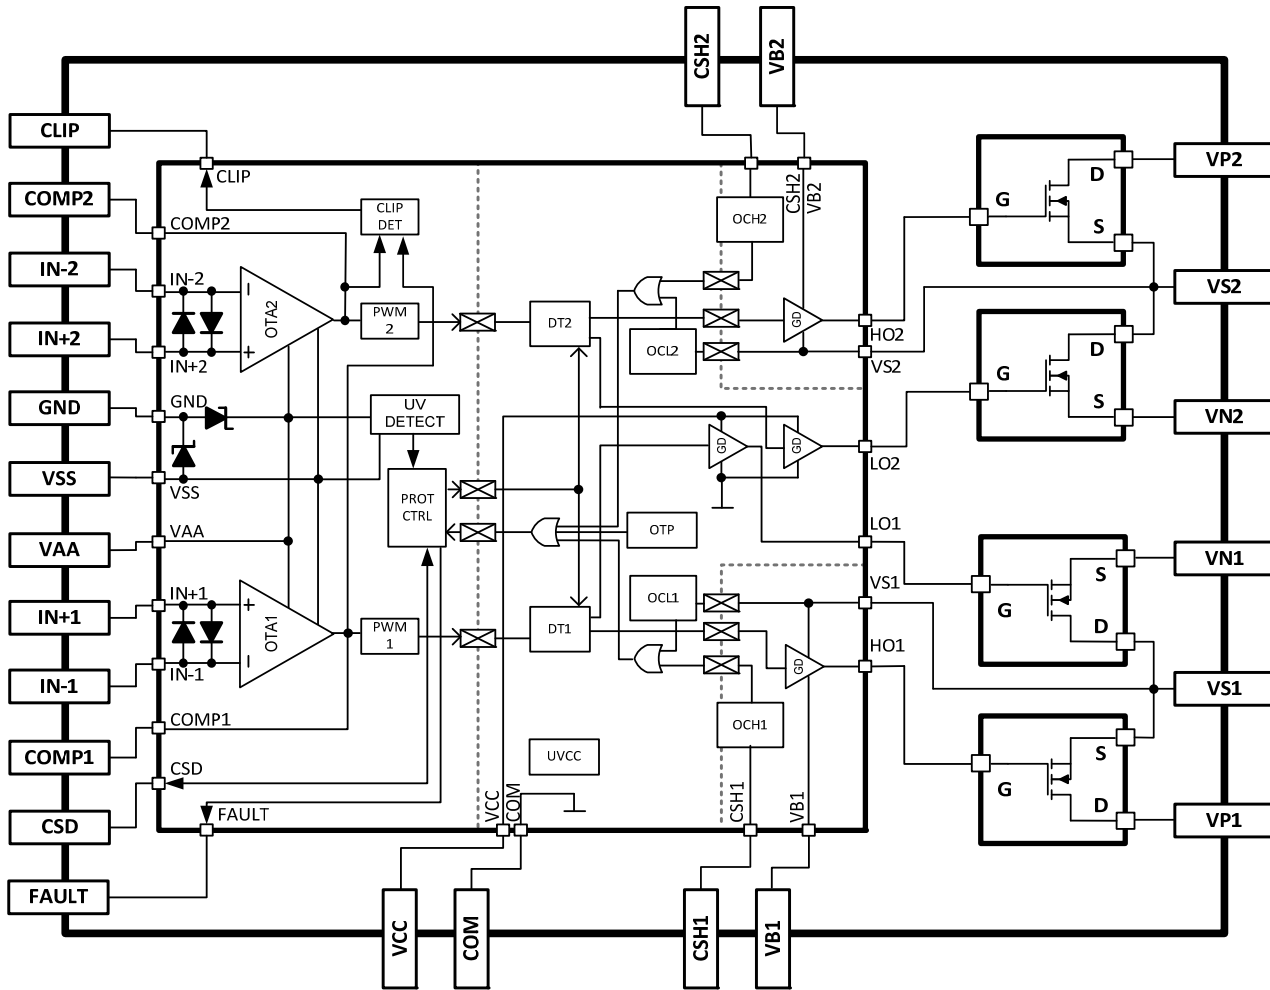 CSH2
VB2
CLIP
COMP2
IN-2
IN+2
GND
VSS
VAA
IN+1
IN-1
COMP1
CSD
FAULT
CLIP
COMP2
IN-2
IN+2
GND
VSS
VAA
IN+1
IN-1
COMP1
CSD
FAULT
CLIP
DET
OTA2
PWM
2
UV
DETECT
PROT
CTRL
OTA1
PWM
1
DT2
DT1
OCH2
OCL2
OTP
OCL1
OCH1
UVCC
GD
GD
GD
GD
CSH2
VB2
HO2
VS2
LO2
LO1
VS1
HO1
VCC
COM
CSH1
VB1
G
D
S
G
D
S
G
S
D
G
S
D
VP2
VS2
VN2
VN1
VS1
VP1
VCC
COM
CSH1
VB1